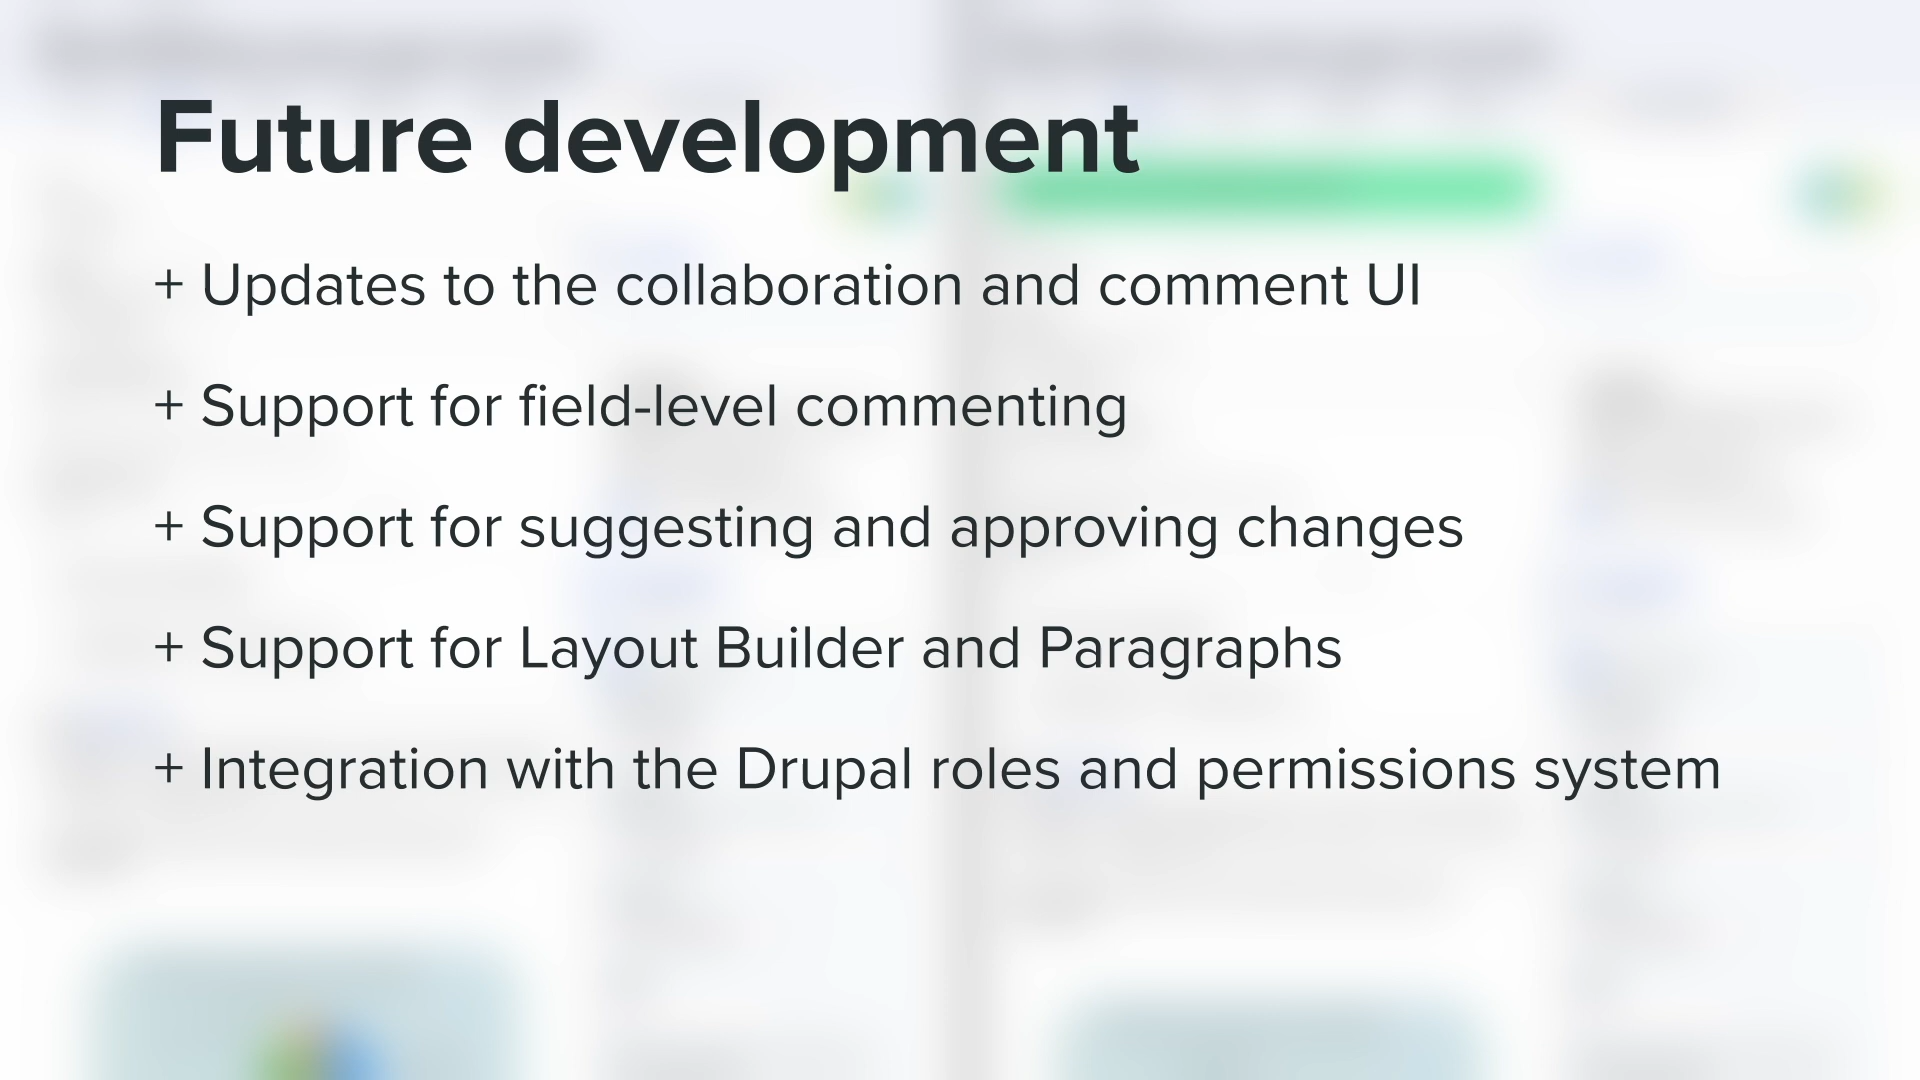 Future development
+ Updates to the collaboration and comment UI
+ Support for field-level commenting
+ Support for suggesting and approving changes
+ Support for Layout Builder and Paragraphs
+ Integration with the Drupal roles and permissions system